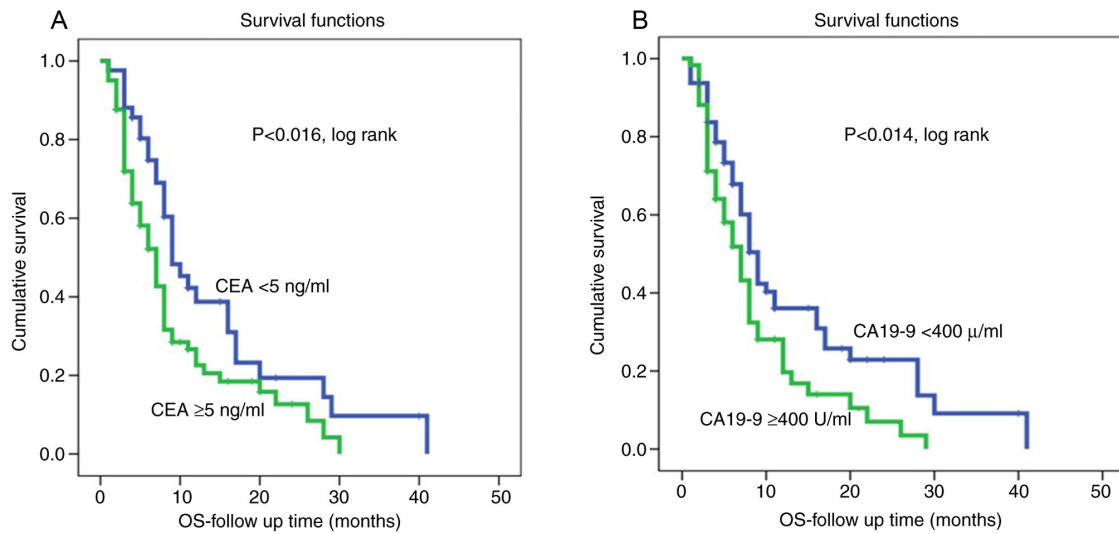 A
Survival functions
1.0
0.8
0.6
0.4
0.2
0.0
Cumulative survival
P<0.016, log rank
CEA <5 ng/ml
CEA ≥5 ng/ml
0 10 20 30 40 50
OS-follow up time (months)
B
Survival functions
1.0
0.8
0.6
0.4
0.2
0.0
Cumulative survival
P<0.014, log rank
CA19-9 <400 µ/ml
CA19-9 ≥400 U/ml
0 10 20 30 40 50
OS-follow up time (months)